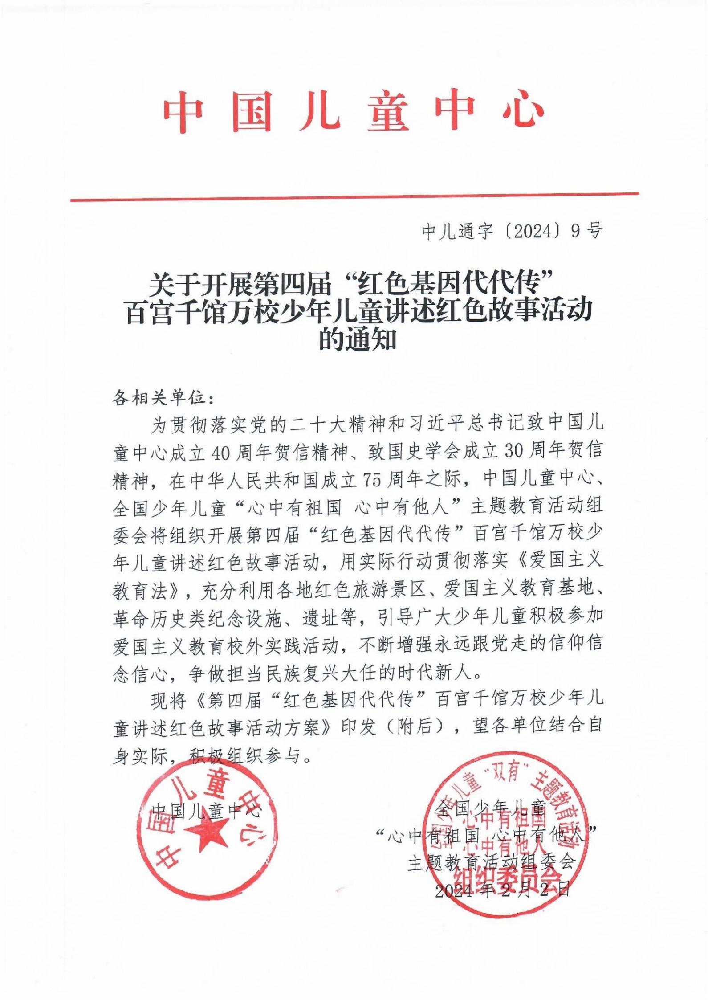 中国儿童中心
中儿通字〔2024〕9号
关于开展第四届“红色基因代代传”
百宫千馆万校少年儿童讲述红色故事活动
的通知
各相关单位：
为贯彻落实党的二十大精神和习近平总书记致中国儿
童中心成立40周年贺信精神、致国史学会成立30周年贺信
精神，在中华人民共和国成立75周年之际，中国儿童中心、
全国少年儿童“心中有祖国 心中有他人”主题教育活动组
委会将组织开展第四届“红色基因代代传”百宫千馆万校少
年儿童讲述红色故事活动，用实际行动贯彻落实《爱国主义
教育法》，充分利用各地红色旅游景区、爱国主义教育基地、
革命历史类纪念设施、遗址等，引导广大少年儿童积极参加
爱国主义教育校外实践活动，不断增强永远跟党走的信仰信
念信心，争做担当民族复兴大任的时代新人。
现将《第四届“红色基因代代传”百宫千馆万校少年儿
童讲述红色故事活动方案》印发（附后），望各单位结合自
身实际，积极组织参与。
中国儿童中心
中国儿童中心
全国少年儿童
“心中有祖国 心中有他人”
主题教育活动组委会
2024年2月2日
全国少年儿童“双有”主题教育活动
心中有祖国
心中有他人
组织委员会